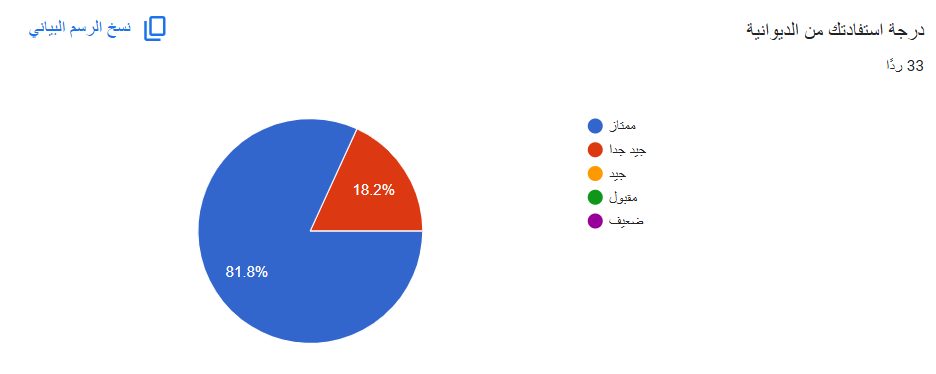 درجة استفادتك من الديوانية
نسخ الرسم البياني
33 ردًا
ممتاز
جيد جدا
جيد
مقبول
ضعيف
18.2%
81.8%